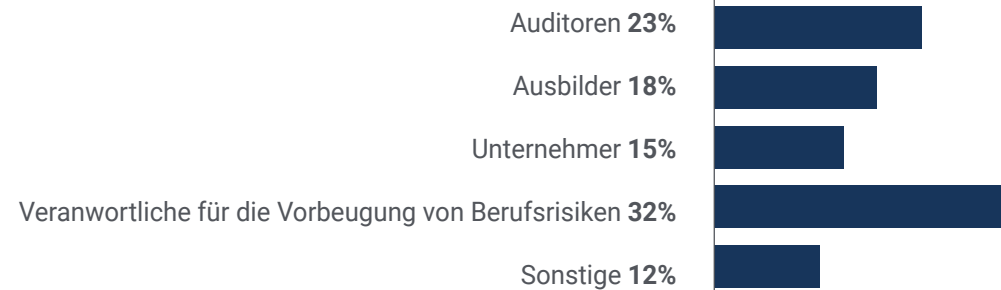 Auditoren 23%
Ausbilder 18%
Unternehmer 15%
Veranwortliche für die Vorbeugung von Berufsrisiken 32%
Sonstige 12%